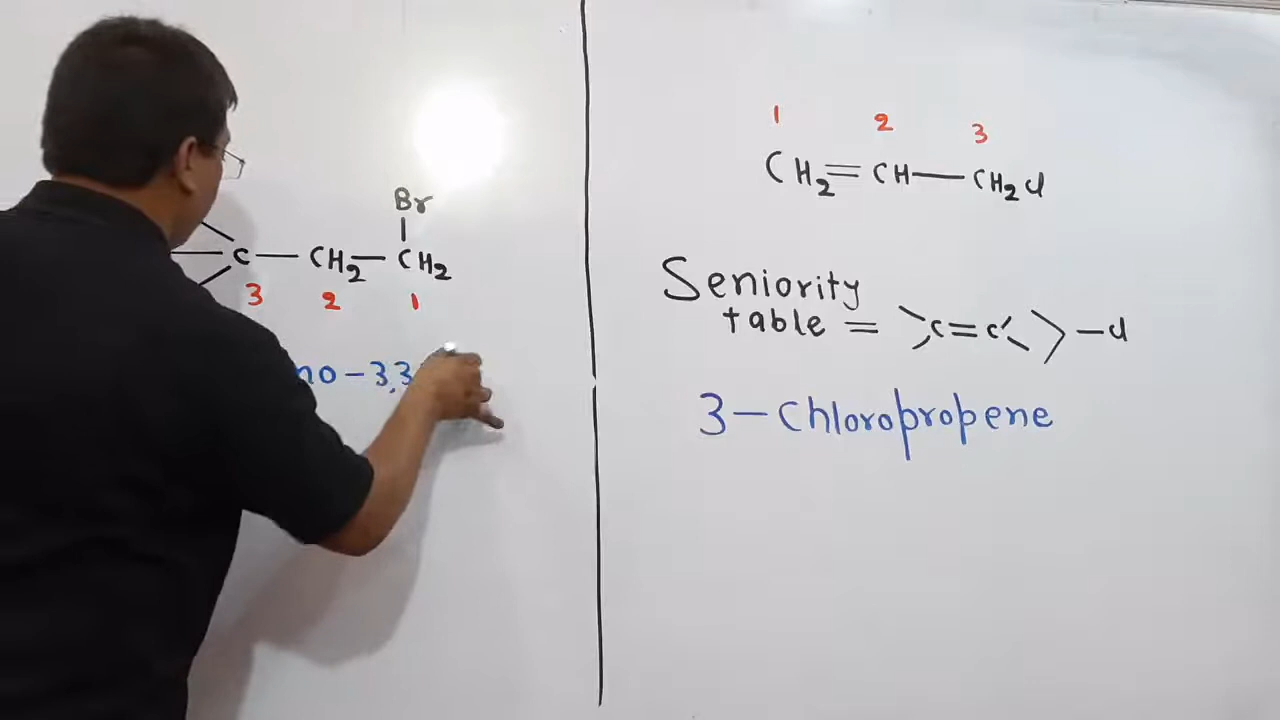 Br
C — CH2 — CH2
3 2 1
no - 3,3
1 2 3
CH2 = CH — CH2Cl
Seniority
table = >C=C< > -Cl
3 - Chloropropene